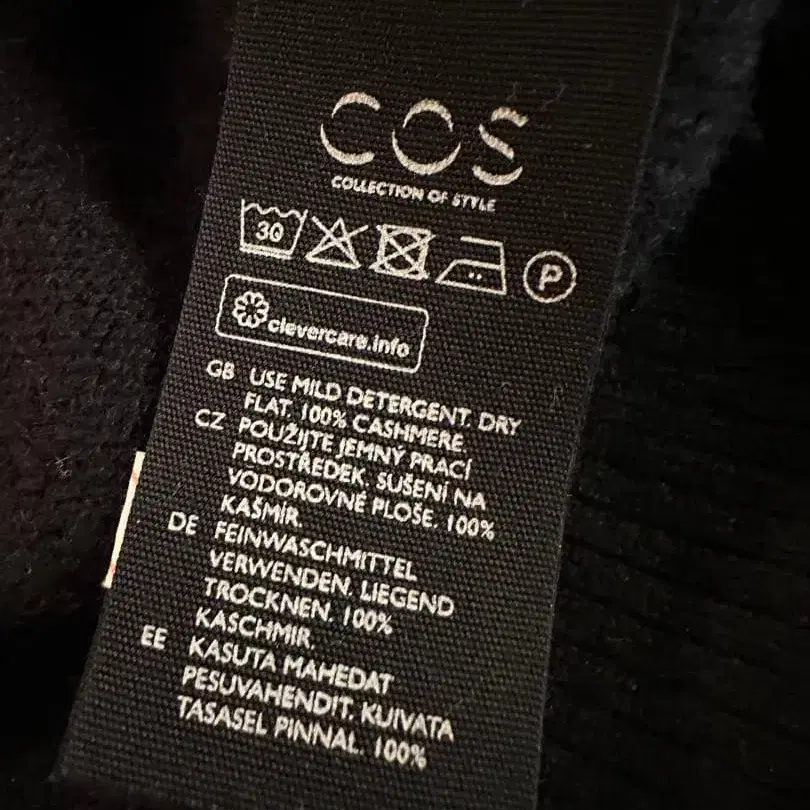 COS
COLLECTION OF STYLE
30
P
clevercare.info
GB USE MILD DETERGENT. DRY
FLAT. 100% CASHMERE.
CZ POUŽIJTE JEMNÝ PRACÍ
PROSTŘEDEK. SUŠENÍ NA
VODOROVNÉ PLOŠE. 100%
KAŠMÍR.
DE FEINWASCHMITTEL
VERWENDEN. LIEGEND
TROCKNEN. 100%
KASCHMIR.
EE KASUTA MAHEDAT
PESUVAHENDIT. KUIVATA
TASASEL PINNAL. 100%